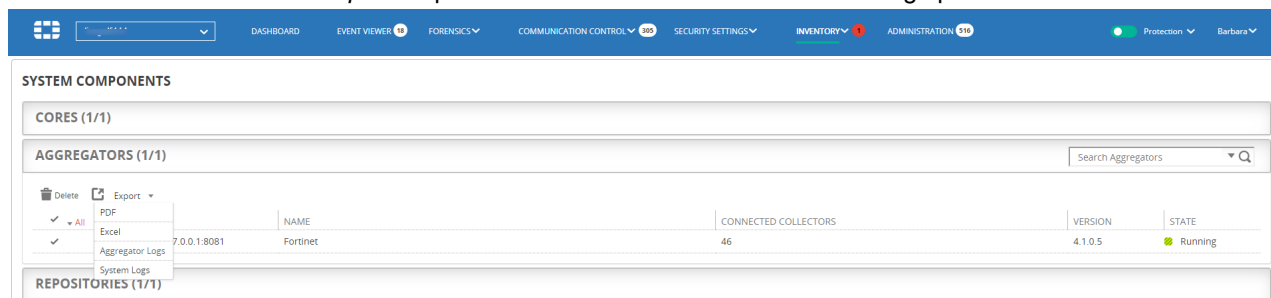 DASHBOARD EVENT VIEWER 18 FORENSICS COMMUNICATION CONTROL 305 SECURITY SETTINGS INVENTORY 1 ADMINISTRATION 516 Protection Barbara
SYSTEM COMPONENTS
CORES (1/1)
AGGREGATORS (1/1) Search Aggregators
Delete Export
All NAME CONNECTED COLLECTORS VERSION STATE
PDF
Excel
7.0.0.1:8081 Fortinet 46 4.1.0.5 Running
Aggregator Logs
System Logs
REPOSITORIES (1/1)